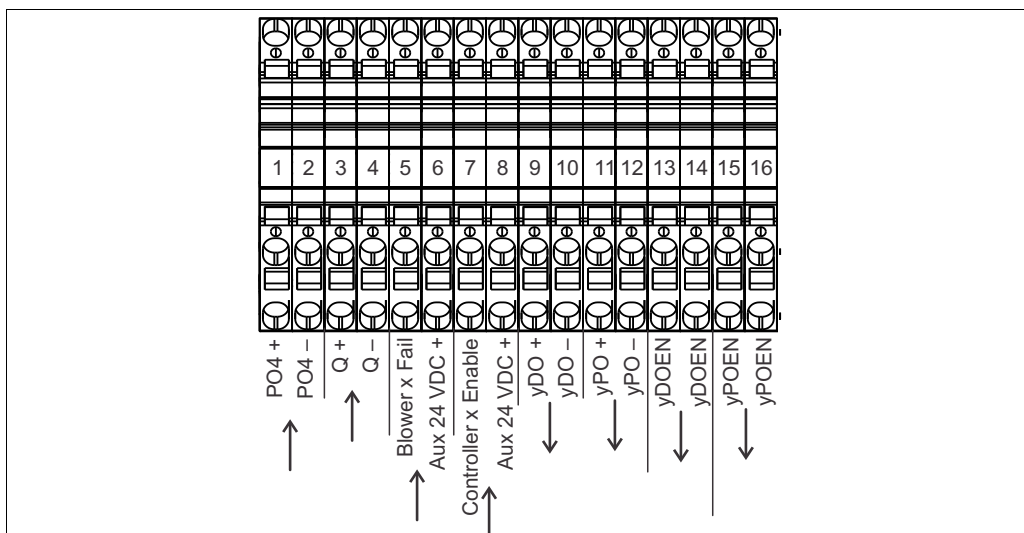 1 2 3 4 5 6 7 8 9 10 11 12 13 14 15 16
PO4 +
PO4 –
Q +
Q –
Blower x Fail
Aux 24 VDC +
Controller x Enable
Aux 24 VDC +
yDO +
yDO –
yPO +
yPO –
yDOEN
yDOEN
yPOEN
yPOEN